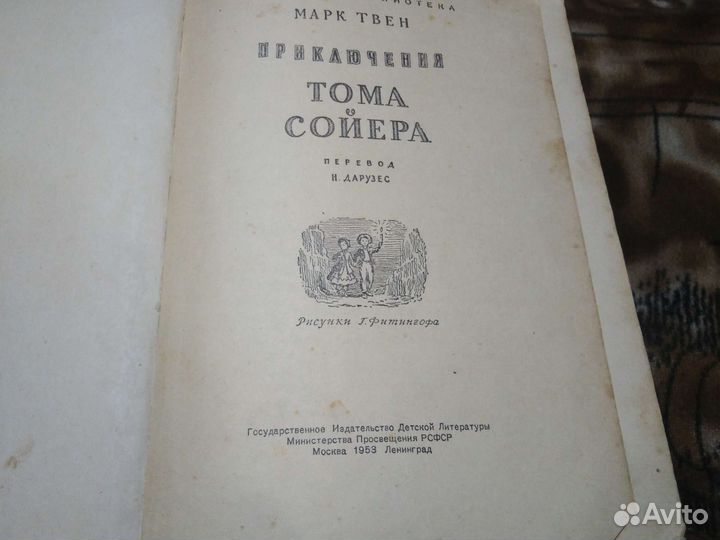 МАРК ТВЕН
ПРИКЛЮЧЕНИЯ
ТОМА
СОЙЕРА
ПЕРЕВОД
Н. ДАРУЗЕС
Рисунки Г. Фитингофа
Государственное Издательство Детской Литературы
Министерства Просвещения РСФСР
Москва 1953 Ленинград
Avito